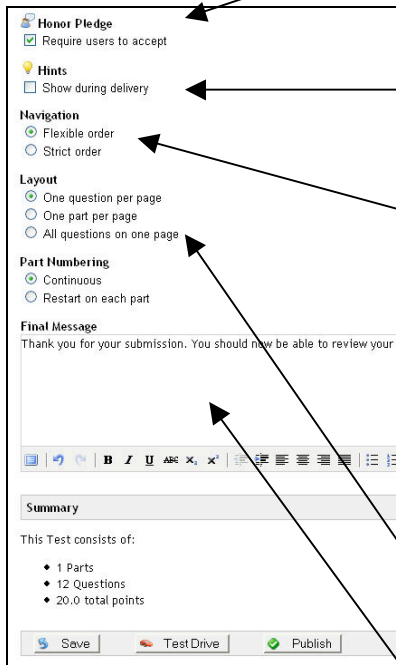 Honor Pledge
Require users to accept
Hints
Show during delivery
Navigation
Flexible order
Strict order
Layout
One question per page
One part per page
All questions on one page
Part Numbering
Continuous
Restart on each part
Final Message
Thank you for your submission. You should now be able to review your
B I U ABC x₂ x²
Summary
This Test consists of:
1 Parts
12 Questions
20.0 total points
Save Test Drive Publish